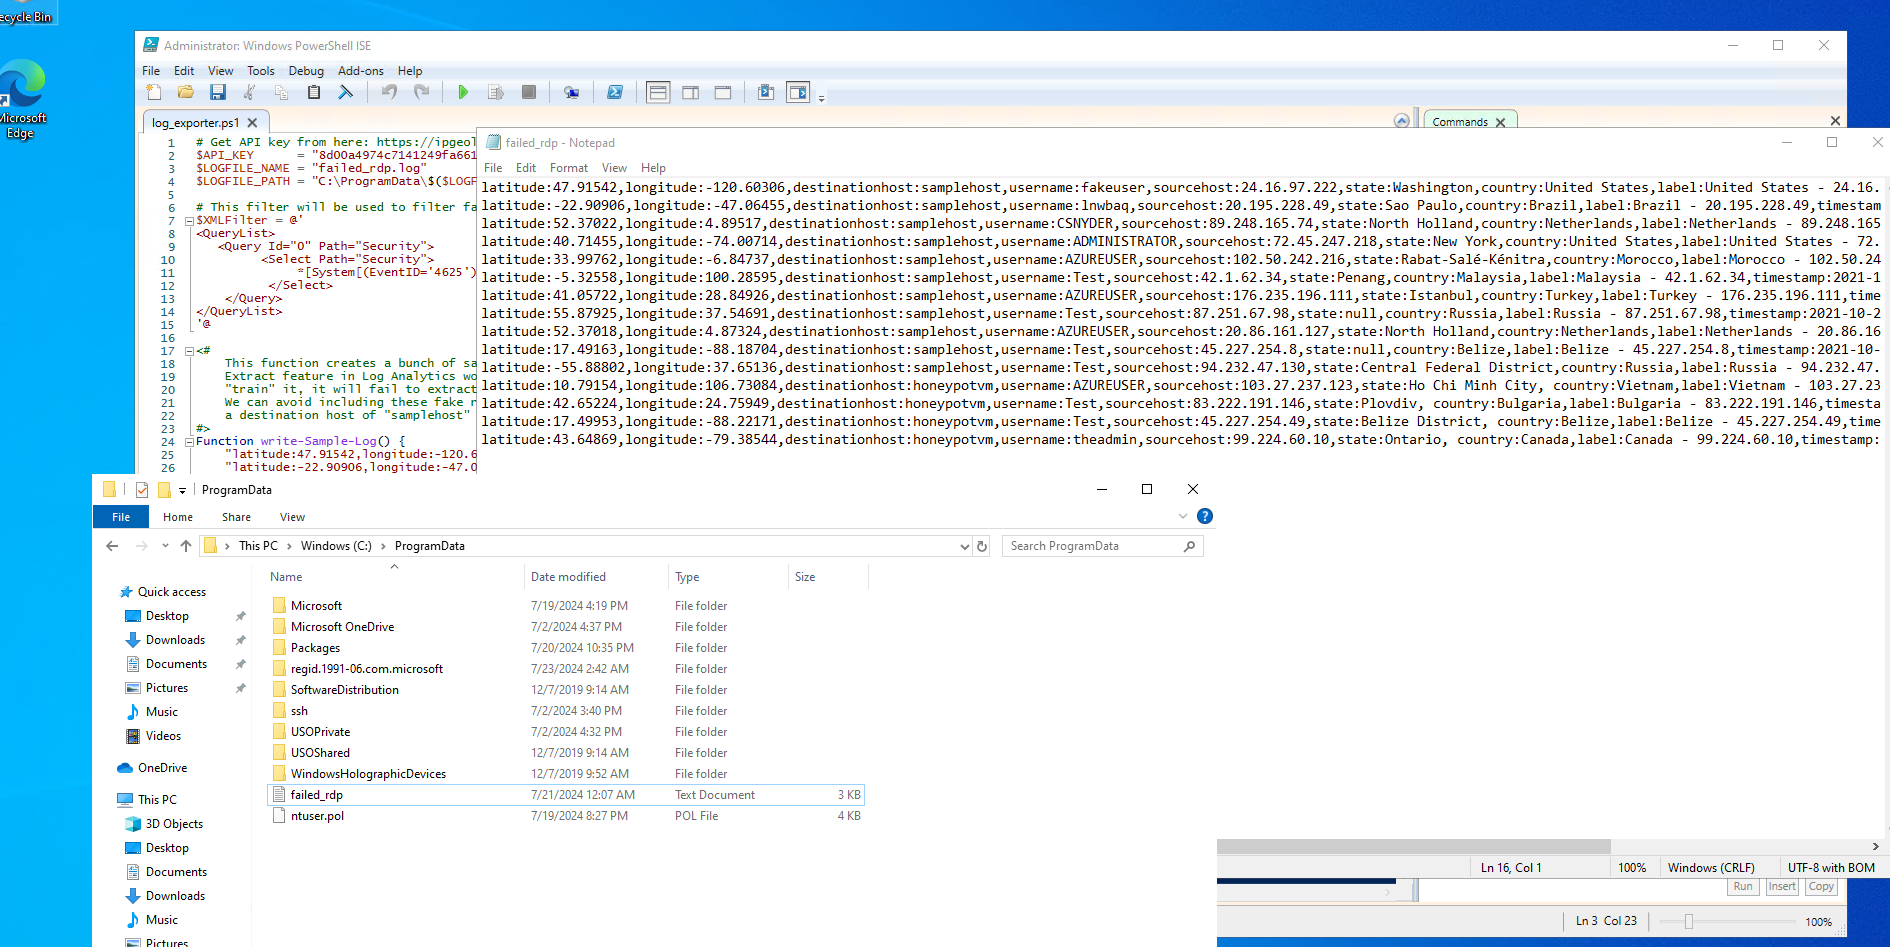 ecycle Bin
Microsoft
Edge
Administrator: Windows PowerShell ISE
File Edit View Tools Debug Add-ons Help
log_exporter.ps1
Commands
1 # Get API key from here: https://ipgeol
2 $API_KEY = "8d00a4974c7141249fa661
3 $LOGFILE_NAME = "failed_rdp.log"
4 $LOGFILE_PATH = "C:\ProgramData\$($LOGF
5
6 # This filter will be used to filter fa
7 $XMLFilter = @'
8 <QueryList>
9 <Query Id="0" Path="Security">
10 <Select Path="Security">
11 *[System[(EventID='4625')
12 </Select>
13 </Query>
14 </QueryList>
15 '@
16
17 <#
18 This function creates a bunch of sa
19 Extract feature in Log Analytics wo
20 "train" it, it will fail to extract
21 We can avoid including these fake r
22 a destination host of "samplehost"
23 #>
24 Function write-Sample-Log() {
25 "latitude:47.91542,longitude:-120.6
26 "latitude:-22.90906,longitude:-47.0
failed_rdp - Notepad
File Edit Format View Help
latitude:47.91542,longitude:-120.60306,destinationhost:samplehost,username:fakeuser,sourcehost:24.16.97.222,state:Washington,country:United States,label:United States - 24.16.
latitude:-22.90906,longitude:-47.06455,destinationhost:samplehost,username:lnwbaq,sourcehost:20.195.228.49,state:Sao Paulo,country:Brazil,label:Brazil - 20.195.228.49,timestam
latitude:52.37022,longitude:4.89517,destinationhost:samplehost,username:CSNYDER,sourcehost:89.248.165.74,state:North Holland,country:Netherlands,label:Netherlands - 89.248.165
latitude:40.71455,longitude:-74.00714,destinationhost:samplehost,username:ADMINISTRATOR,sourcehost:72.45.247.218,state:New York,country:United States,label:United States - 72.
latitude:33.99762,longitude:-6.84737,destinationhost:samplehost,username:AZUREUSER,sourcehost:102.50.242.216,state:Rabat-Salé-Kénitra,country:Morocco,label:Morocco - 102.50.24
latitude:-5.32558,longitude:100.28595,destinationhost:samplehost,username:Test,sourcehost:42.1.62.34,state:Penang,country:Malaysia,label:Malaysia - 42.1.62.34,timestamp:2021-1
latitude:41.05722,longitude:28.84926,destinationhost:samplehost,username:AZUREUSER,sourcehost:176.235.196.111,state:Istanbul,country:Turkey,label:Turkey - 176.235.196.111,time
latitude:55.87925,longitude:37.54691,destinationhost:samplehost,username:Test,sourcehost:87.251.67.98,state:null,country:Russia,label:Russia - 87.251.67.98,timestamp:2021-10-2
latitude:52.37018,longitude:4.87324,destinationhost:samplehost,username:AZUREUSER,sourcehost:20.86.161.127,state:North Holland,country:Netherlands,label:Netherlands - 20.86.16
latitude:17.49163,longitude:-88.18704,destinationhost:samplehost,username:Test,sourcehost:45.227.254.8,state:null,country:Belize,label:Belize - 45.227.254.8,timestamp:2021-10-
latitude:-55.88802,longitude:37.65136,destinationhost:samplehost,username:Test,sourcehost:94.232.47.130,state:Central Federal District,country:Russia,label:Russia - 94.232.47.
latitude:10.79154,longitude:106.73084,destinationhost:honeypotvm,username:AZUREUSER,sourcehost:103.27.237.123,state:Ho Chi Minh City, country:Vietnam,label:Vietnam - 103.27.23
latitude:42.65224,longitude:24.75949,destinationhost:honeypotvm,username:Test,sourcehost:83.222.191.146,state:Plovdiv, country:Bulgaria,label:Bulgaria - 83.222.191.146,timesta
latitude:17.49953,longitude:-88.22171,destinationhost:honeypotvm,username:Test,sourcehost:45.227.254.49,state:Belize District, country:Belize,label:Belize - 45.227.254.49,time
latitude:43.64869,longitude:-79.38544,destinationhost:honeypotvm,username:theadmin,sourcehost:99.224.60.10,state:Ontario, country:Canada,label:Canada - 99.224.60.10,timestamp:
ProgramData
File Home Share View
This PC Windows (C:) ProgramData
Search ProgramData
Name Date modified Type Size
Quick access
Desktop
Downloads
Documents
Pictures
Music
Videos
OneDrive
This PC
3D Objects
Desktop
Documents
Downloads
Music
Pictures
Microsoft 7/19/2024 4:19 PM File folder
Microsoft OneDrive 7/2/2024 4:37 PM File folder
Packages 7/20/2024 10:35 PM File folder
regid.1991-06.com.microsoft 7/23/2024 2:42 AM File folder
SoftwareDistribution 12/7/2019 9:14 AM File folder
ssh 7/2/2024 3:40 PM File folder
USOPrivate 7/2/2024 4:32 PM File folder
USOShared 12/7/2019 9:14 AM File folder
WindowsHolographicDevices 12/7/2019 9:52 AM File folder
failed_rdp 7/21/2024 12:07 AM Text Document 3 KB
ntuser.pol 7/19/2024 8:27 PM POL File 4 KB
Ln 16, Col 1 100% Windows (CRLF) UTF-8 with BOM
Run Insert Copy
Ln 3 Col 23 100%